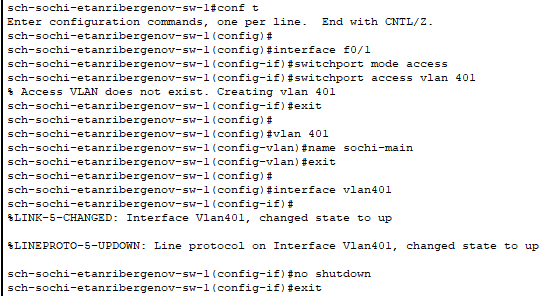 sch-sochi-etanribergenov-sw-1#conf t
Enter configuration commands, one per line.  End with CNTL/Z.
sch-sochi-etanribergenov-sw-1(config)#
sch-sochi-etanribergenov-sw-1(config)#interface f0/1
sch-sochi-etanribergenov-sw-1(config-if)#switchport mode access
sch-sochi-etanribergenov-sw-1(config-if)#switchport access vlan 401
% Access VLAN does not exist. Creating vlan 401
sch-sochi-etanribergenov-sw-1(config-if)#exit
sch-sochi-etanribergenov-sw-1(config)#
sch-sochi-etanribergenov-sw-1(config)#vlan 401
sch-sochi-etanribergenov-sw-1(config-vlan)#name sochi-main
sch-sochi-etanribergenov-sw-1(config-vlan)#exit
sch-sochi-etanribergenov-sw-1(config)#
sch-sochi-etanribergenov-sw-1(config)#interface vlan401
sch-sochi-etanribergenov-sw-1(config-if)#
%LINK-5-CHANGED: Interface Vlan401, changed state to up
%LINEPROTO-5-UPDOWN: Line protocol on Interface Vlan401, changed state to up
sch-sochi-etanribergenov-sw-1(config-if)#no shutdown
sch-sochi-etanribergenov-sw-1(config-if)#exit